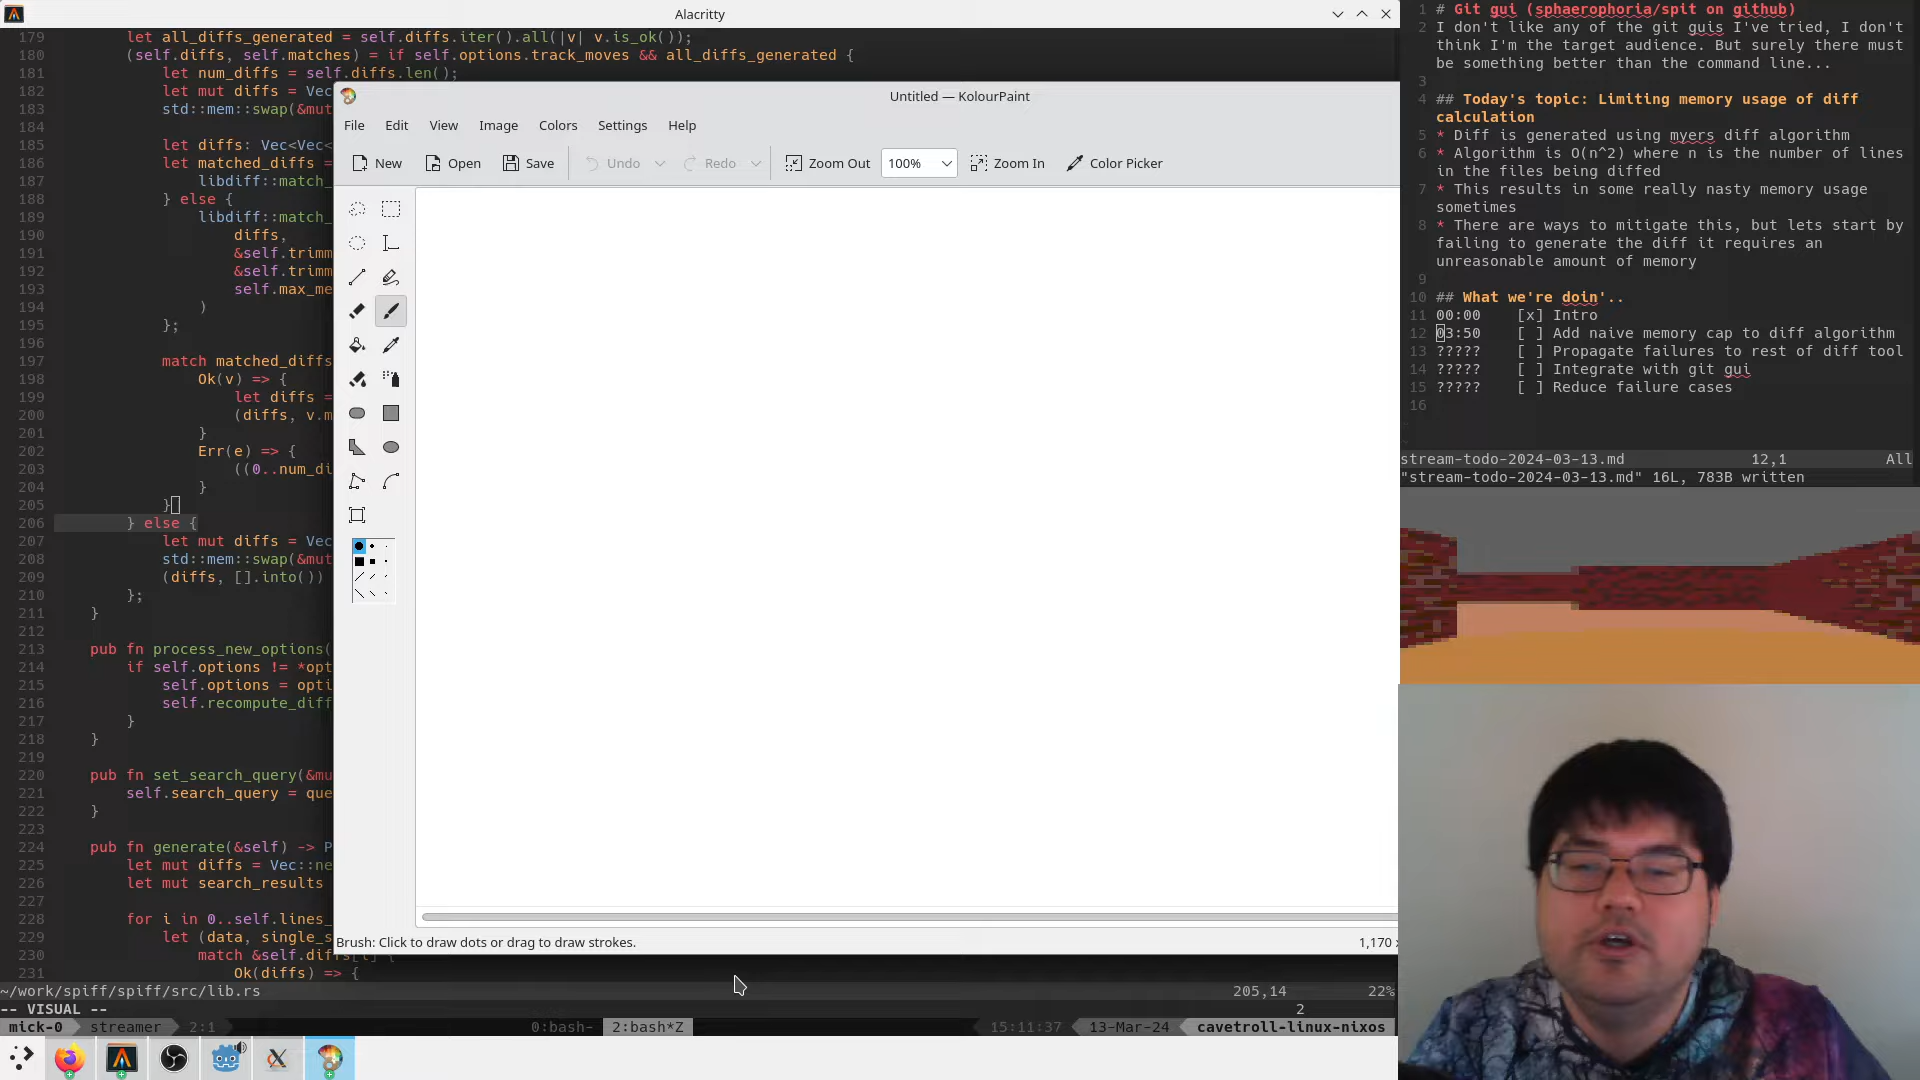 Alacritty
179 let all_diffs_generated = self.diffs.iter().all(|v| v.is_ok());
180 (self.diffs, self.matches) = if self.options.track_moves && all_diffs_generated {
181 let num_diffs = self.diffs.len();
182 let mut diffs = Vec
183 std::mem::swap(&mut
184
185 let diffs: Vec<Vec<
186 let matched_diffs =
187 libdiff::match_
188 } else {
189 libdiff::match_
190 diffs,
191 &self.trimm
192 &self.trimm
193 self.max_me
194 )
195 };
196
197 match matched_diffs
198 Ok(v) => {
199 let diffs =
200 (diffs, v.m
201 }
202 Err(e) => {
203 ((0..num_di
204 }
205 }
206 } else {
207 let mut diffs = Vec
208 std::mem::swap(&mut
209 (diffs, [].into())
210 };
211 }
212
213 pub fn process_new_options(
214 if self.options != *opt
215 self.options = opti
216 self.recompute_diff
217 }
218 }
219
220 pub fn set_search_query(&mu
221 self.search_query = que
222 }
223
224 pub fn generate(&self) -> P
225 let mut diffs = Vec::ne
226 let mut search_results
227
228 for i in 0..self.lines_
229 let (data, single_s
230 match &self.diffs[i] {
231 Ok(diffs) => {
~/work/spiff/spiff/src/lib.rs 205,14 22%
-- VISUAL -- 2
mick-0 streamer 2:1 0:bash- 2:bash*Z 15:11:37 13-Mar-24 cavetroll-linux-nixos
Untitled — KolourPaint
File Edit View Image Colors Settings Help
New Open Save Undo Redo Zoom Out 100% Zoom In Color Picker
Brush: Click to draw dots or drag to draw strokes. 1,170
1 # Git gui (sphaerophoria/spit on github)
2 I don't like any of the git guis I've tried, I don't
think I'm the target audience. But surely there must
be something better than the command line...
3
4 ## Today's topic: Limiting memory usage of diff
calculation
5 * Diff is generated using myers diff algorithm
6 * Algorithm is O(n^2) where n is the number of lines
in the files being diffed
7 * This results in some really nasty memory usage
sometimes
8 * There are ways to mitigate this, but lets start by
failing to generate the diff it requires an
unreasonable amount of memory
9
10 ## What we're doin'..
11 00:00 [x] Intro
12 03:50 [ ] Add naive memory cap to diff algorithm
13 ????? [ ] Propagate failures to rest of diff tool
14 ????? [ ] Integrate with git gui
15 ????? [ ] Reduce failure cases
16
stream-todo-2024-03-13.md 12,1 All
"stream-todo-2024-03-13.md" 16L, 783B written